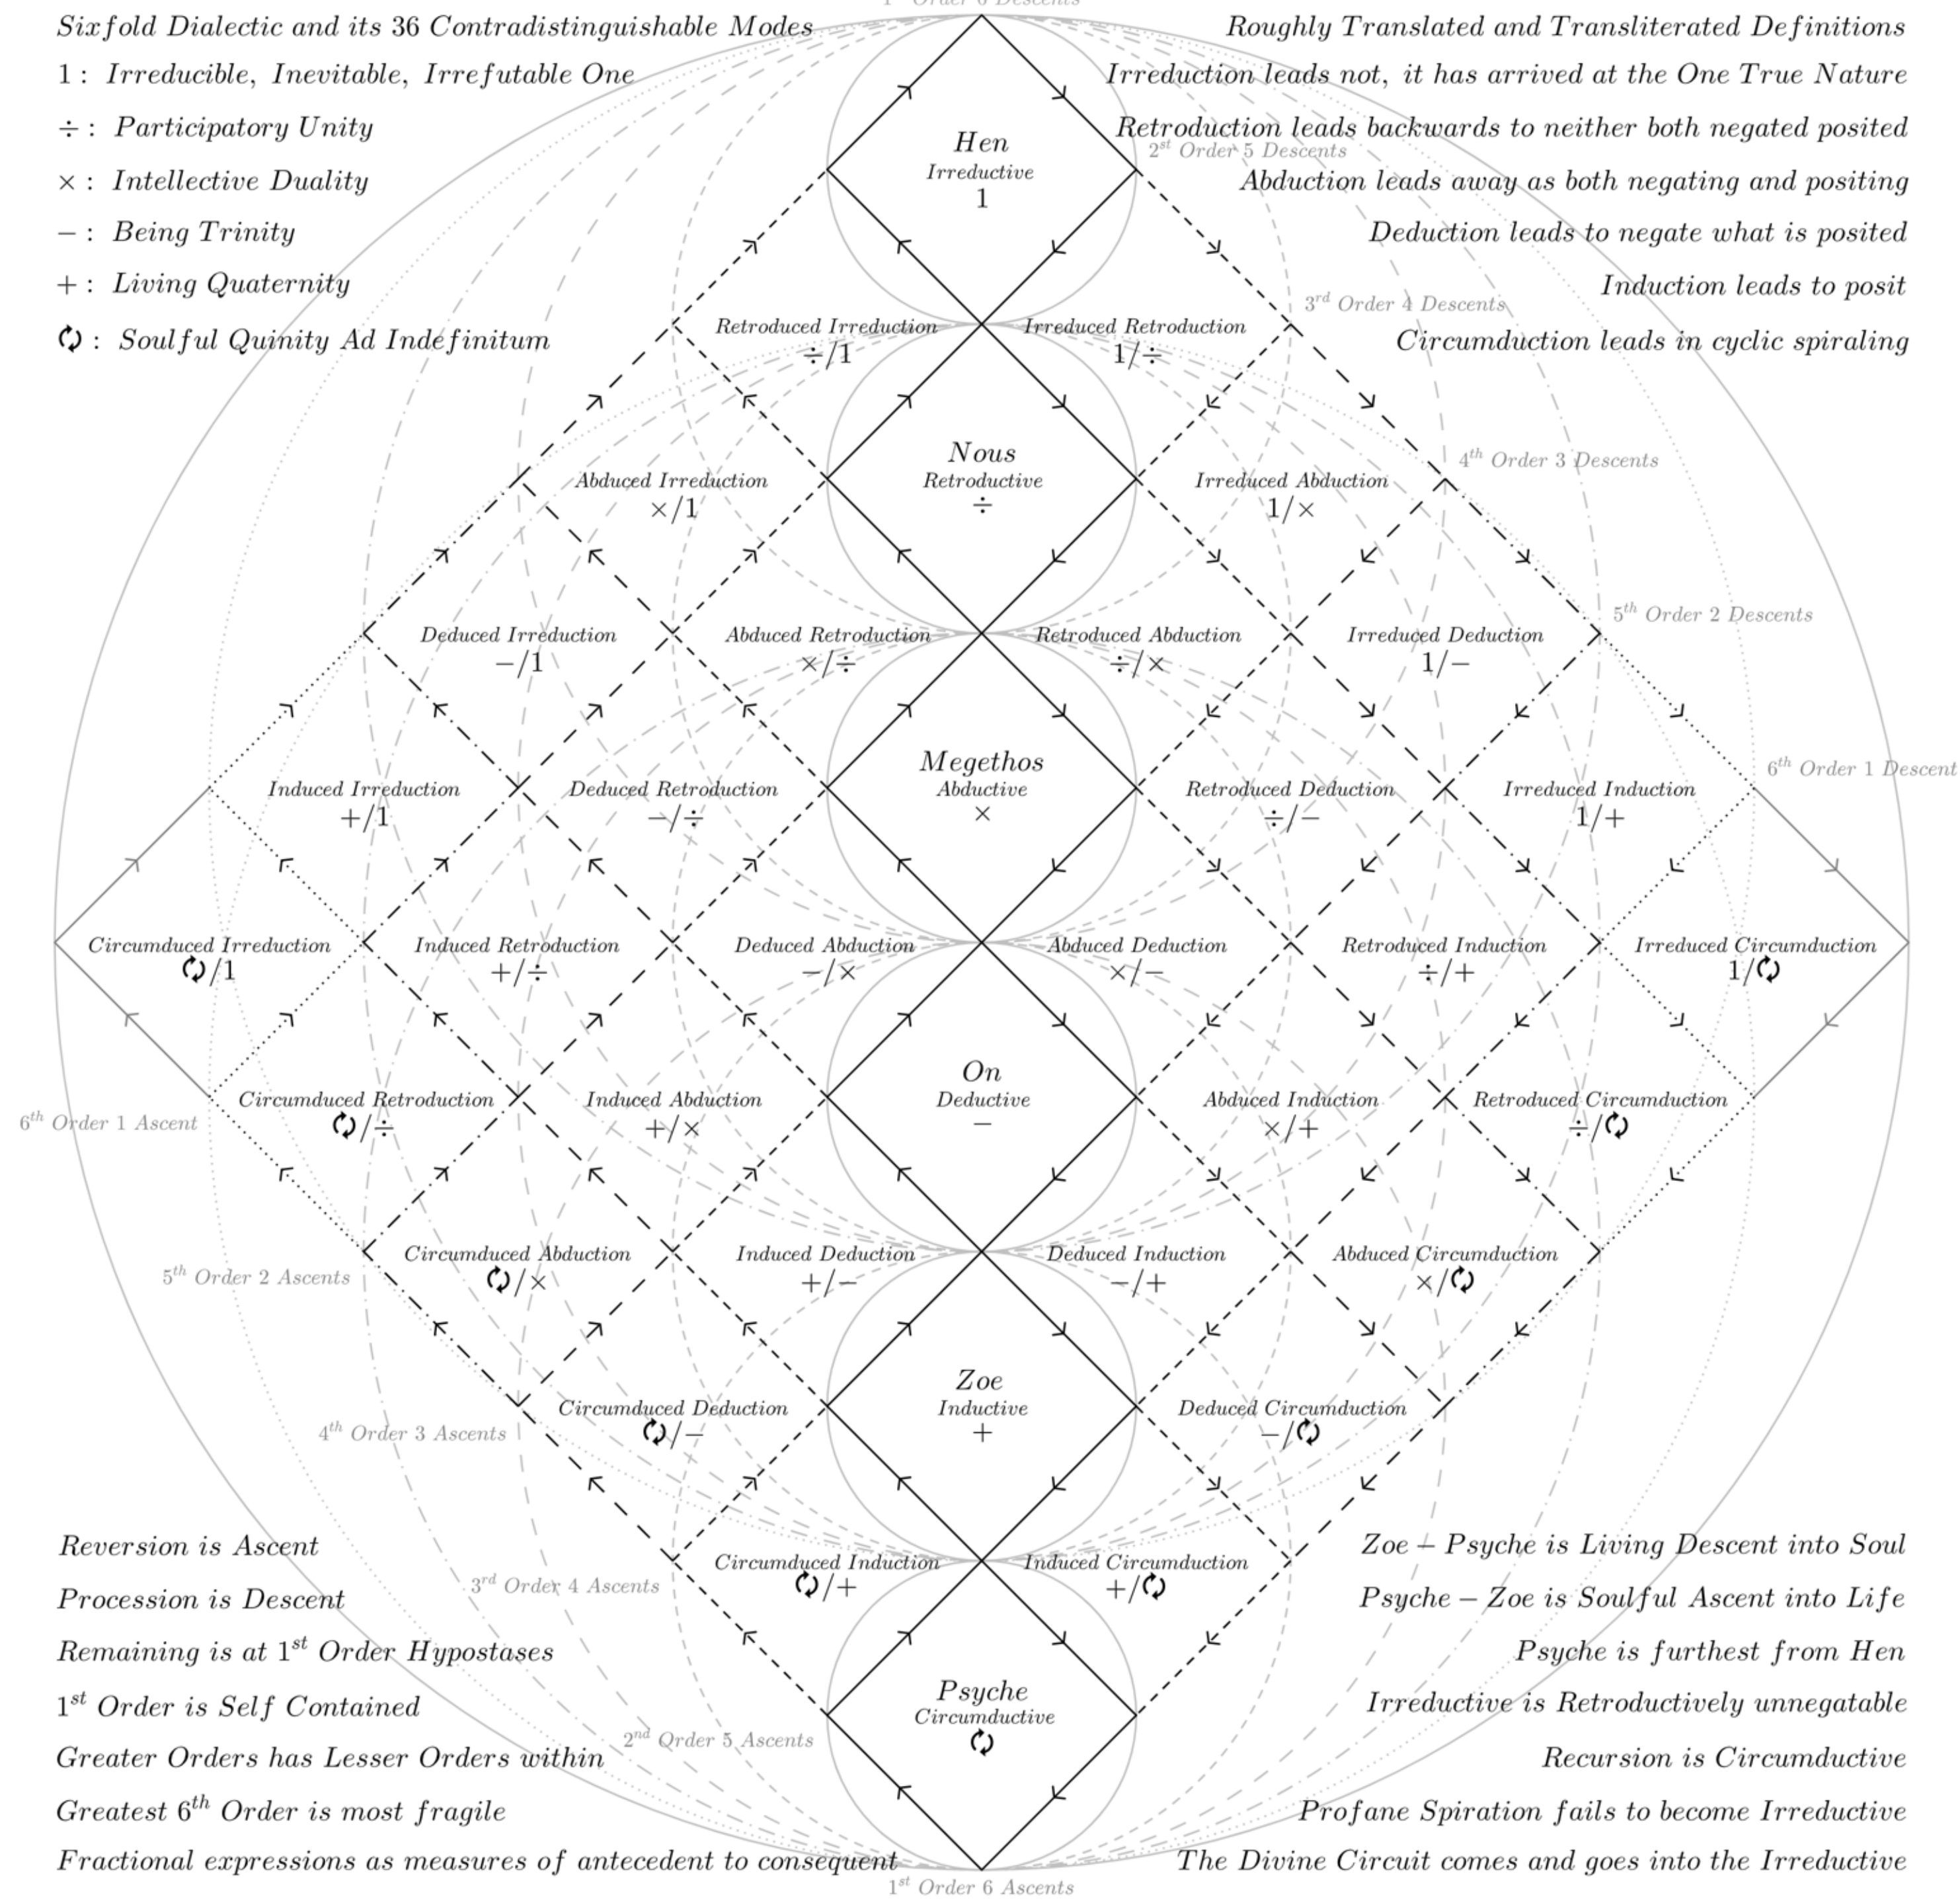 1st Order 6 Descents
Sixfold Dialectic and its 36 Contradistinguishable Modes
Roughly Translated and Transliterated Definitions
1 : Irreducible, Inevitable, Irrefutable One
Irreduction leads not, it has arrived at the One True Nature
÷ : Participatory Unity
Retroduction leads backwards to neither both negated posited
2st Order 5 Descents
× : Intellective Duality
Abduction leads away as both negating and positing
− : Being Trinity
Deduction leads to negate what is posited
+ : Living Quaternity
Induction leads to posit
🗘 : Soulful Quinity Ad Indefinitum
Circumduction leads in cyclic spiraling
Hen
Irreductive
1
3rd Order 4 Descents
Retroduced Irreduction
÷/1
Irreduced Retroduction
1/÷
4th Order 3 Descents
Abduced Irreduction
×/1
Nous
Retroductive
÷
Irreduced Abduction
1/×
5th Order 2 Descents
Deduced Irreduction
−/1
Abduced Retroduction
×/÷
Retroduced Abduction
÷/×
Irreduced Deduction
1/−
6th Order 1 Descent
Induced Irreduction
+/1
Deduced Retroduction
−/÷
Megethos
Abductive
×
Retroduced Deduction
÷/−
Irreduced Induction
1/+
Circumduced Irreduction
🗘/1
Induced Retroduction
+/÷
Deduced Abduction
−/×
Abduced Deduction
×/−
Retroduced Induction
÷/+
Irreduced Circumduction
1/🗘
6th Order 1 Ascent
Circumduced Retroduction
🗘/÷
Induced Abduction
+/×
On
Deductive
−
Abduced Induction
×/+
Retroduced Circumduction
÷/🗘
5th Order 2 Ascents
Circumduced Abduction
🗘/×
Induced Deduction
+/−
Deduced Induction
−/+
Abduced Circumduction
×/🗘
4th Order 3 Ascents
Circumduced Deduction
🗘/−
Zoe
Inductive
+
Deduced Circumduction
−/🗘
3rd Order 4 Ascents
Circumduced Induction
🗘/+
Induced Circumduction
+/🗘
2nd Order 5 Ascents
Psyche
Circumductive
🗘
Reversion is Ascent
Procession is Descent
Remaining is at 1st Order Hypostases
1st Order is Self Contained
Greater Orders has Lesser Orders within
Greatest 6th Order is most fragile
Fractional expressions as measures of antecedent to consequent
Zoe − Psyche is Living Descent into Soul
Psyche − Zoe is Soulful Ascent into Life
Psyche is furthest from Hen
Irreductive is Retroductively unnegatable
Recursion is Circumductive
Profane Spiration fails to become Irreductive
The Divine Circuit comes and goes into the Irreductive
1st Order 6 Ascents